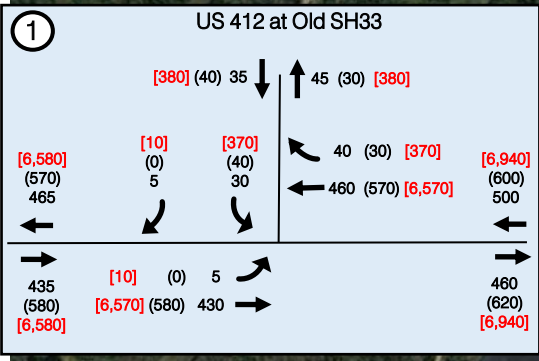 1
US 412 at Old SH33
[380] (40) 35
45 (30) [380]
[10]
(0)
5
[370]
(40)
30
40 (30) [370]
460 (570) [6,570]
[6,580]
(570)
465
[6,940]
(600)
500
435
(580)
[6,580]
[10] (0) 5
[6,570] (580) 430
460
(620)
[6,940]